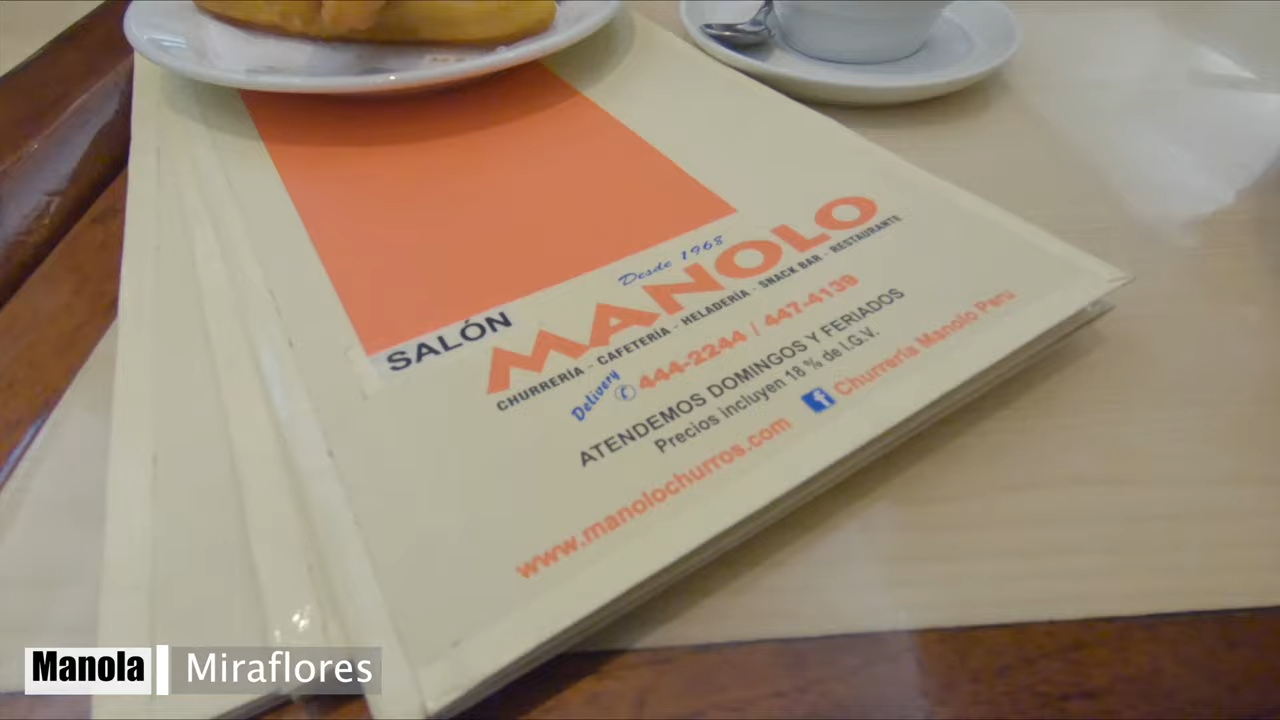 Desde 1968
SALÓN MANOLO
CHURRERÍA - CAFETERÍA - HELADERÍA - SNACK BAR - RESTAURANTE
Delivery 444-2244 / 447-4139
ATENDEMOS DOMINGOS Y FERIADOS
Precios incluyen 18 % de I.G.V.
www.manolochurros.com
Churrería Manolo Peru
Manola Miraflores